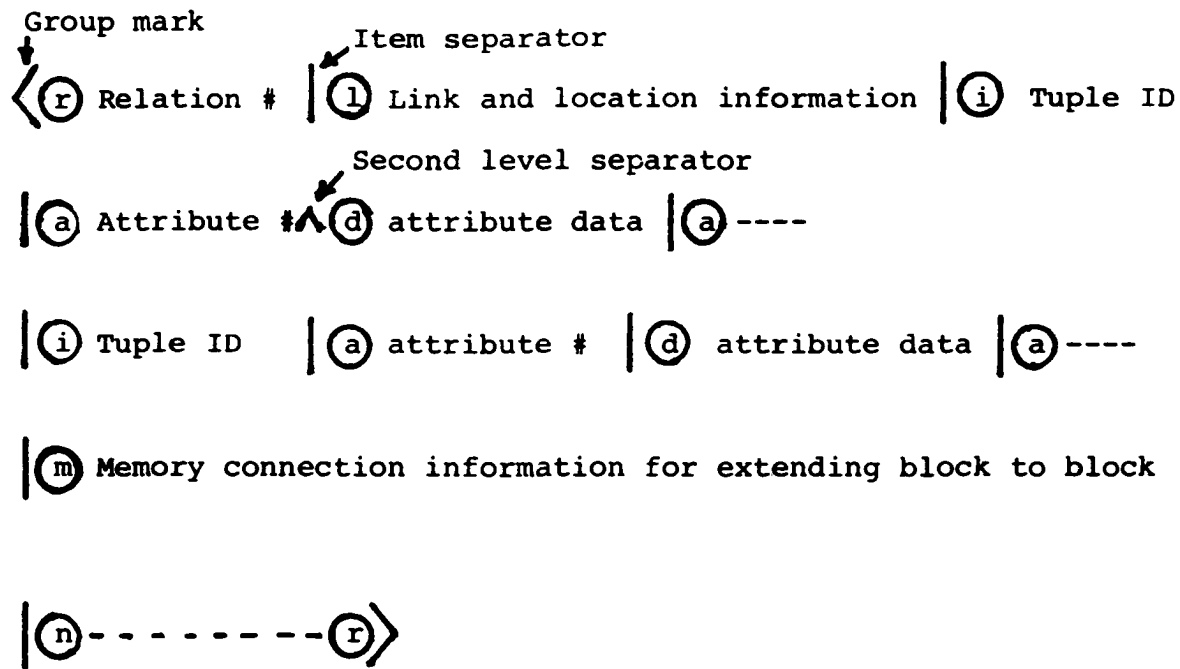 Group mark
Item separator
<(r) Relation # |(l) Link and location information |(i) Tuple ID
Second level separator
|(a) Attribute #^(d) attribute data |(a)----
|(i) Tuple ID |(a) attribute # |(d) attribute data |(a)----
|(m) Memory connection information for extending block to block
|(n)- - - - - - - - -(r)>